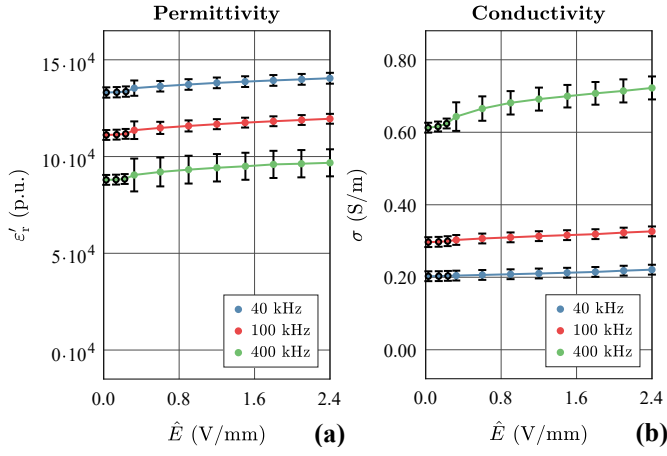 Permittivity
15·10⁴
10·10⁴
5·10⁴
0·10⁴
ε′r (p.u.)
40 kHz
100 kHz
400 kHz
0.0 0.8 1.6 2.4
Ê (V/mm)
(a)
Conductivity
0.80
0.60
0.40
0.20
0.00
σ (S/m)
40 kHz
100 kHz
400 kHz
0.0 0.8 1.6 2.4
Ê (V/mm)
(b)